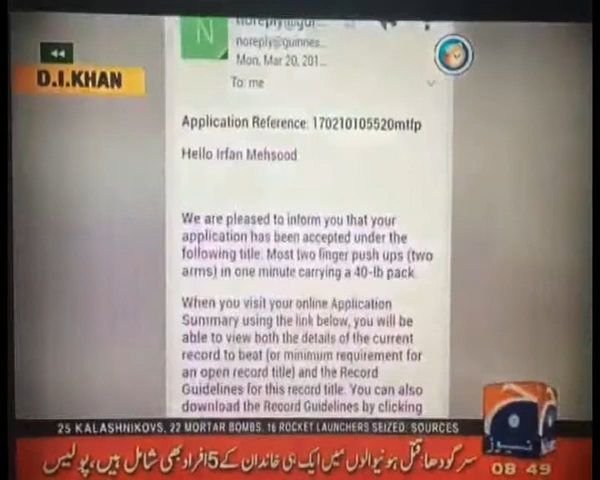 noreply@gui...
N
noreply@guinnes...
Mon, Mar 20, 201...
D.I.KHAN
To: me
Application Reference: 170210105520mtfp
Hello Irfan Mehsood
We are pleased to inform you that your
application has been accepted under the
following title: Most two finger push ups (two
arms) in one minute carrying a 40-lb pack.
When you visit your online Application
Summary using the link below, you will be
able to view both the details of the current
record to beat (or minimum requirement for
an open record title) and the Record
Guidelines for this record title. You can also
download the Record Guidelines by clicking
25 KALASHNIKOVS, 22 MORTAR BOMBS, 16 ROCKET LAUNCHERS SEIZED: SOURCES
نیوز
سرگودھا: قتل ہونیوالوں میں ایک ہی خاندان کے 5 افراد بھی شامل ہیں، پولیس
08 49